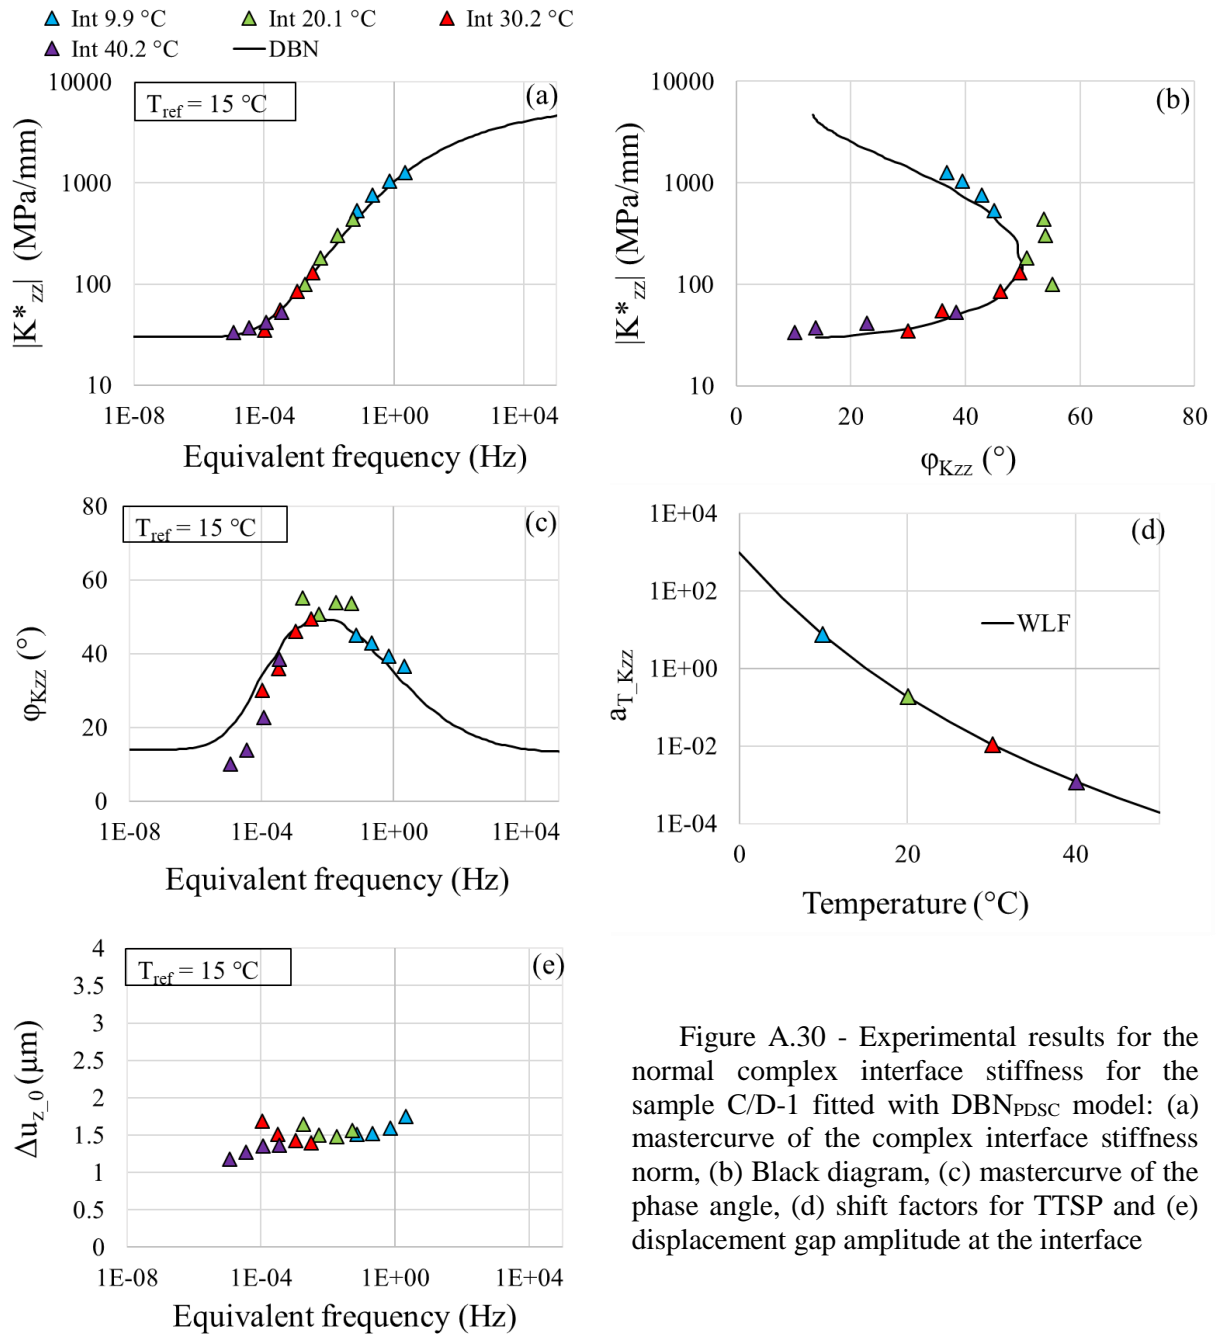 Int 9.9 °C Int 20.1 °C Int 30.2 °C
Int 40.2 °C DBN
(a)
T_ref = 15 °C
|K*_zz| (MPa/mm)
10000
1000
100
10
1E-08 1E-04 1E+00 1E+04
Equivalent frequency (Hz)
(b)
|K*_zz| (MPa/mm)
10000
1000
100
10
0 20 40 60 80
φ_Kzz (°)
(c)
T_ref = 15 °C
φ_Kzz (°)
80
60
40
20
0
1E-08 1E-04 1E+00 1E+04
Equivalent frequency (Hz)
(d)
a_T_Kzz
1E+04
1E+02
1E+00
1E-02
1E-04
WLF
0 20 40
Temperature (°C)
(e)
T_ref = 15 °C
Δu_z_0 (μm)
4
3.5
3
2.5
2
1.5
1
0.5
0
1E-08 1E-04 1E+00 1E+04
Equivalent frequency (Hz)
Figure A.30 - Experimental results for the
normal complex interface stiffness for the
sample C/D-1 fitted with DBN_PDSC model: (a)
mastercurve of the complex interface stiffness
norm, (b) Black diagram, (c) mastercurve of the
phase angle, (d) shift factors for TTSP and (e)
displacement gap amplitude at the interface